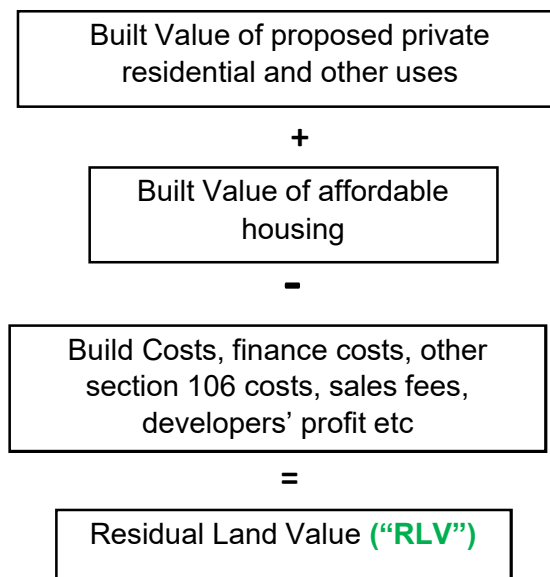 Built Value of proposed private
residential and other uses
+
Built Value of affordable
housing
-
Build Costs, finance costs, other
section 106 costs, sales fees,
developers’ profit etc
=
Residual Land Value (“RLV”)